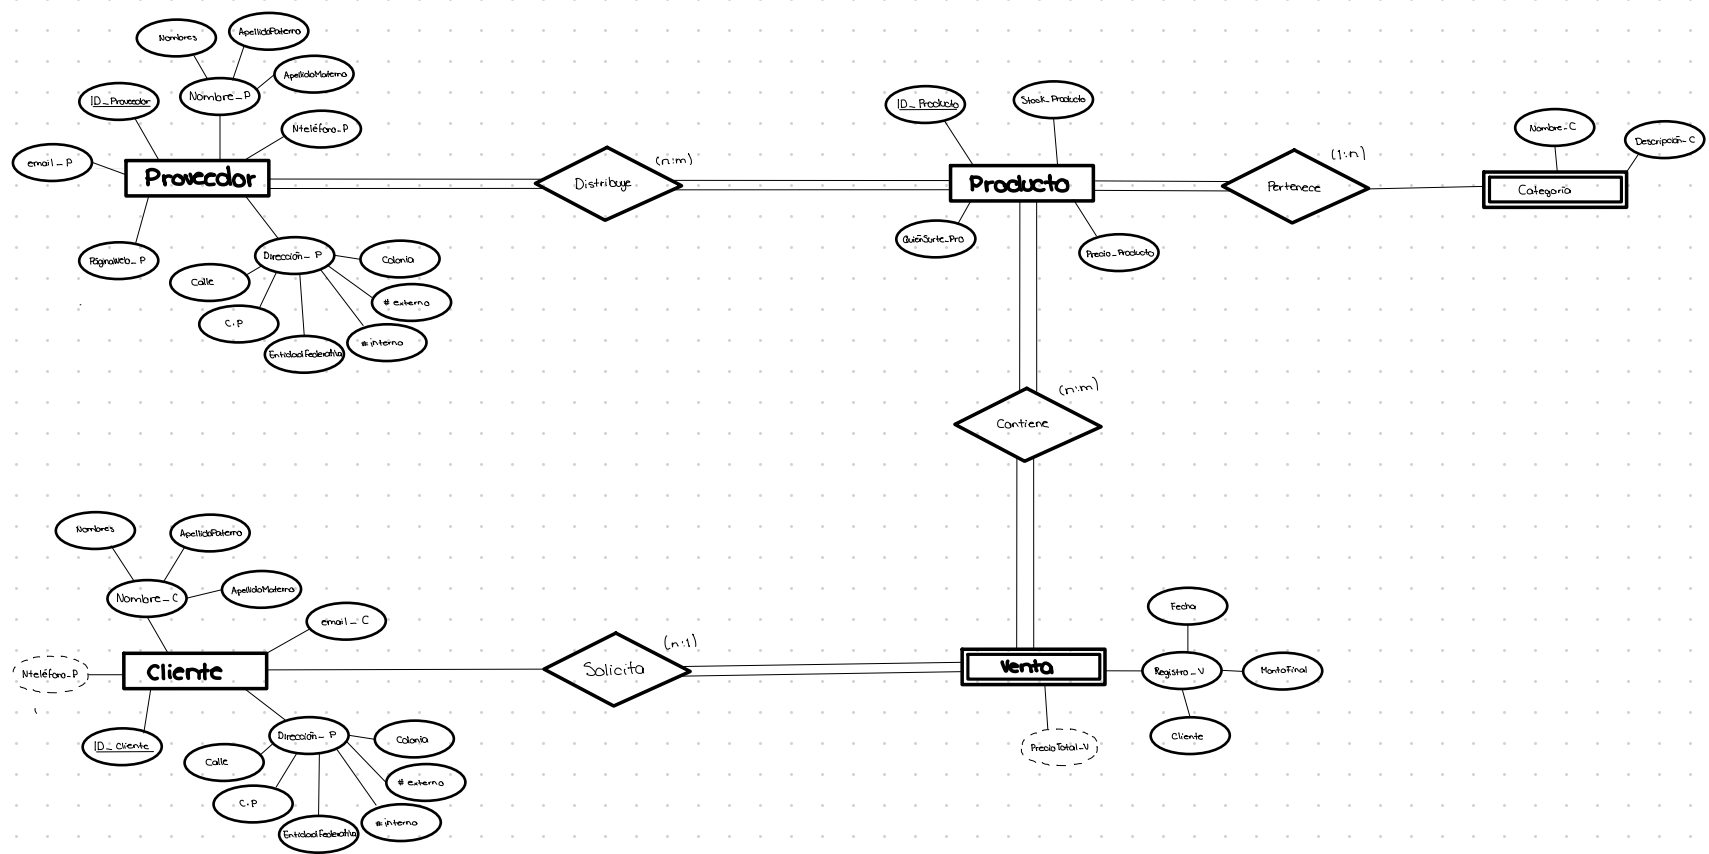 Nombres
ApellidoPaterno
ApellidoMaterno
Nombre_P
ID_Proveedor
Nteléfono_P
email_P
Proveedor
PáginaWeb_P
Dirección_P
Colonia
Calle
# externo
C.P
# interno
EntidadFederativa
(n:m)
Distribuye
ID_Producto
Stock_Producto
Producto
QuiénSurte_Pro
Precio_Producto
(1:n)
Pertenece
Nombre_C
Descripción_C
Categoría
(n:m)
Contiene
Nombres
ApellidoPaterno
Nombre_C
ApellidoMaterno
email_C
Nteléfono_P
Cliente
ID_Cliente
Dirección_P
Colonia
Calle
# externo
C.P
# interno
EntidadFederativa
(n:1)
Solicita
Venta
Fecha
Registro_V
MontoFinal
Cliente
PrecioTotal_V